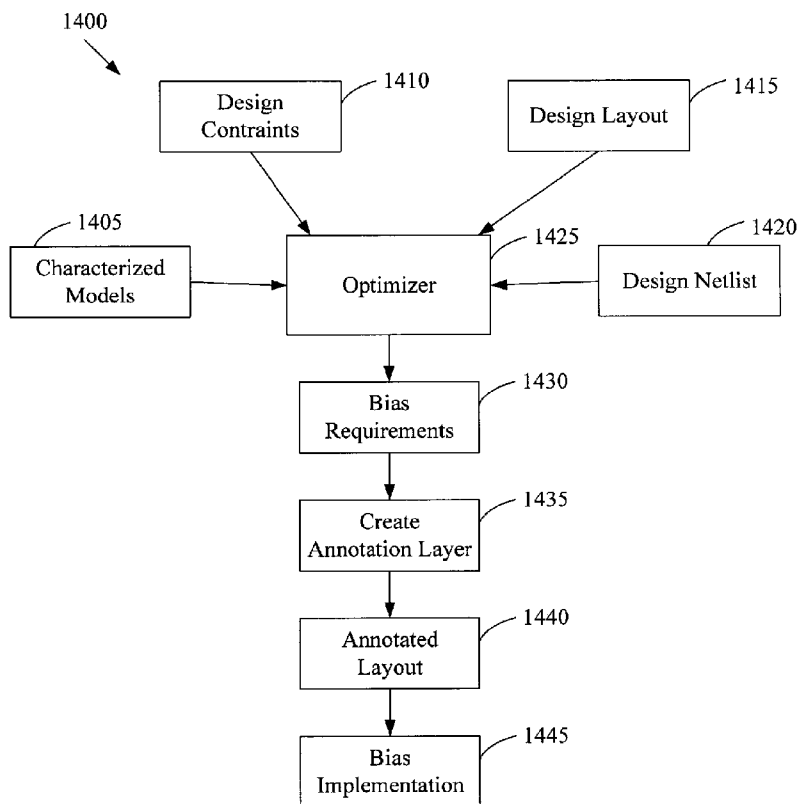 1400
Design
Contraints
1410
Design Layout
1415
1405
Characterized
Models
Optimizer
1425
1420
Design Netlist
Bias
Requirements
1430
Create
Annotation Layer
1435
Annotated
Layout
1440
Bias
Implementation
1445